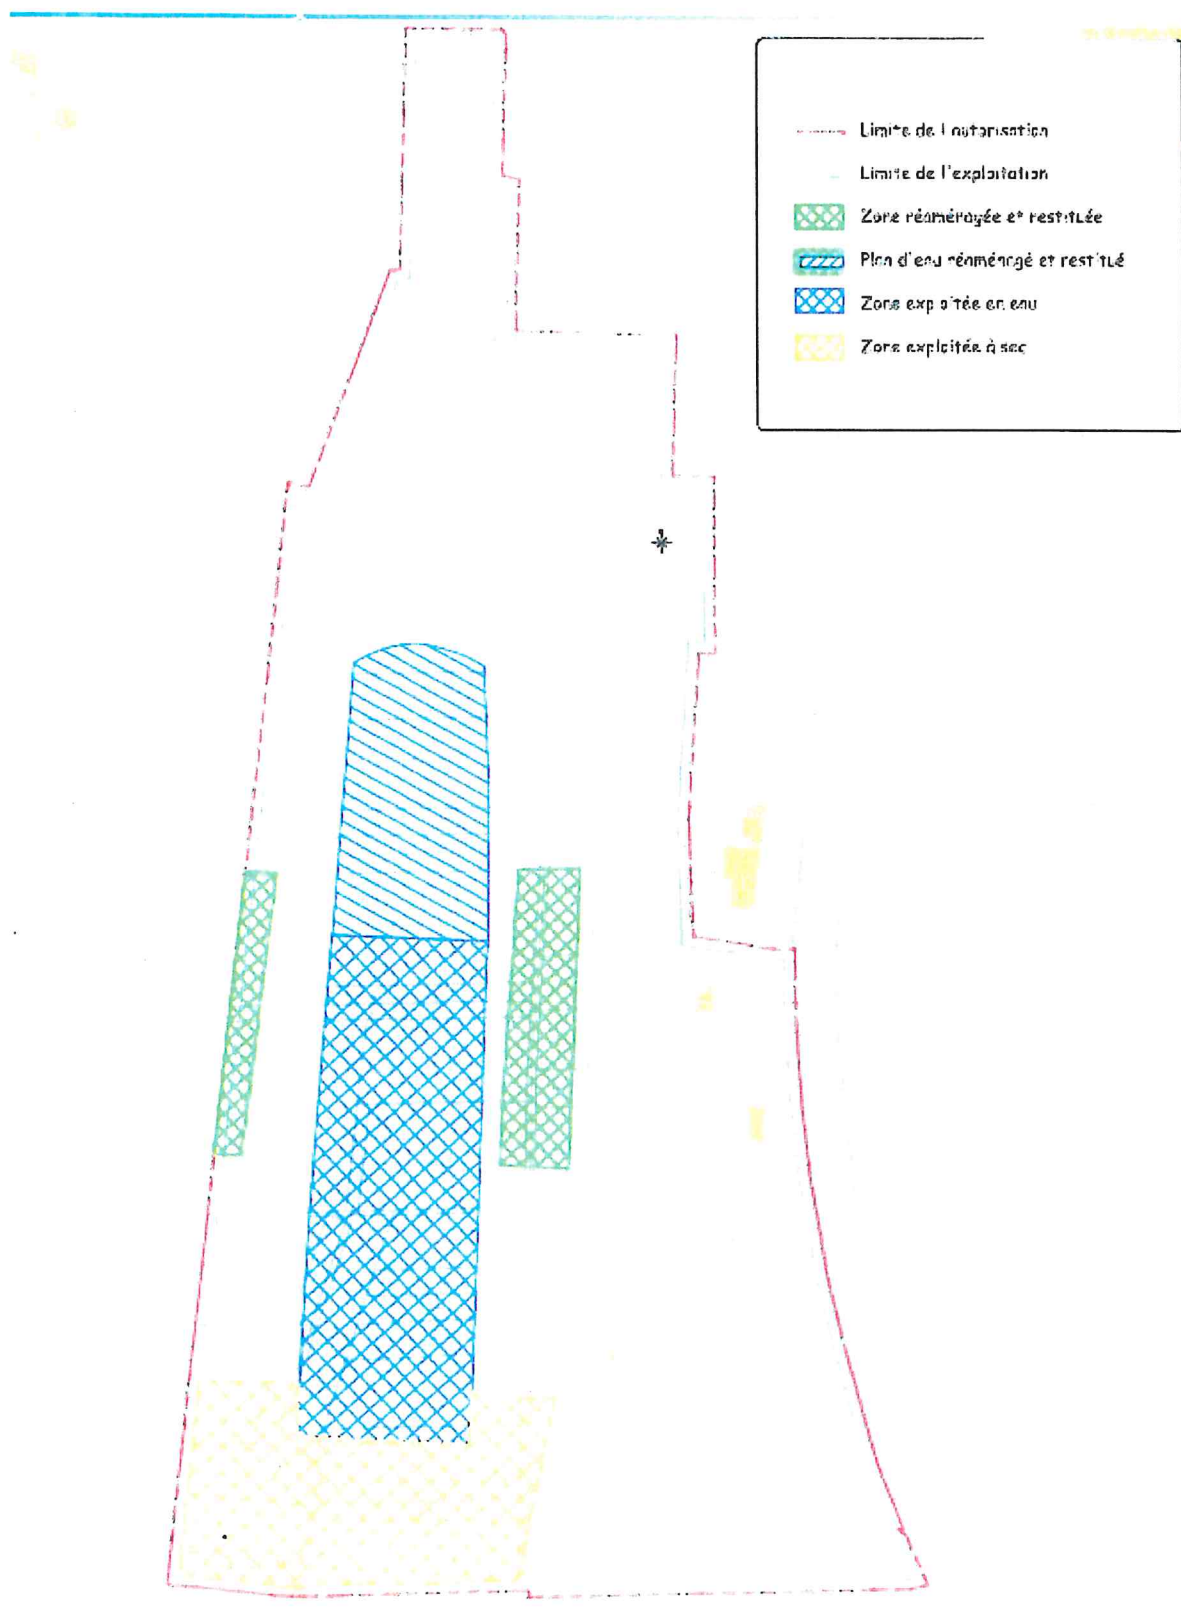 Limite de l'autorisation
Limite de l'exploitation
Zone réaménagée et restituée
Plan d'eau réaménagé et restitué
Zone exploitée en eau
Zone exploitée à sec